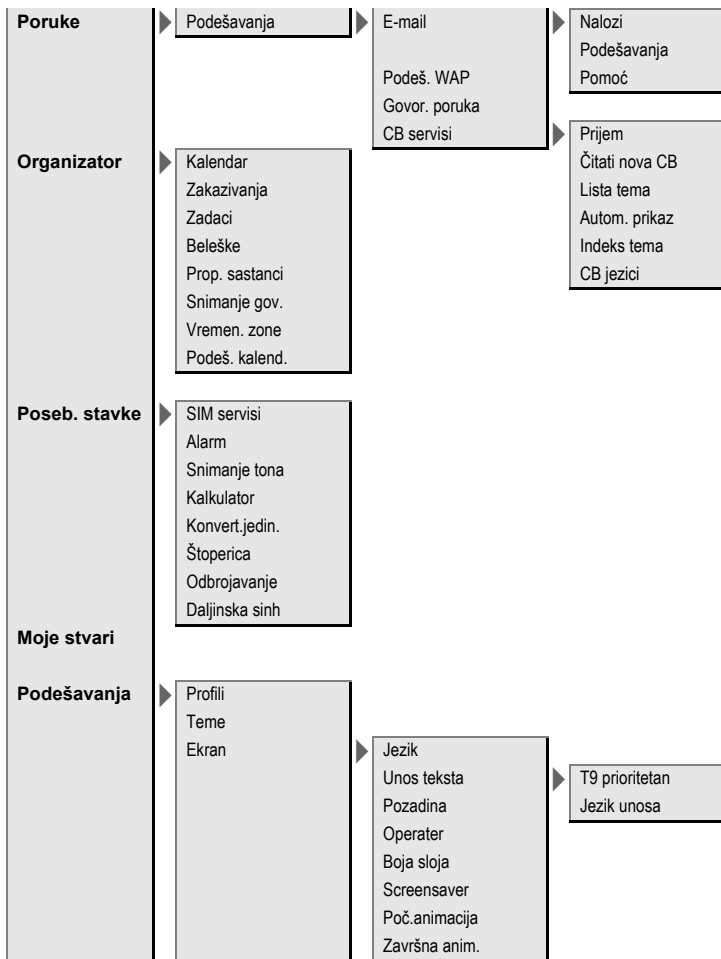 Poruke
Podešavanja
E-mail
Podeš. WAP
Govor. poruka
CB servisi
Nalozi
Podešavanja
Pomoć
Prijem
Čitati nova CB
Lista tema
Autom. prikaz
Indeks tema
CB jezici
Organizator
Kalendar
Zakazivanja
Zadaci
Beleške
Prop. sastanci
Snimanje gov.
Vremen. zone
Podeš. kalend.
Poseb. stavke
SIM servisi
Alarm
Snimanje tona
Kalkulator
Konvert.jedin.
Štoperica
Odbrojavanje
Daljinska sinh
Moje stvari
Podešavanja
Profili
Teme
Ekran
Jezik
Unos teksta
Pozadina
Operater
Boja sloja
Screensaver
Poč.animacija
Završna anim.
T9 prioritetan
Jezik unosa